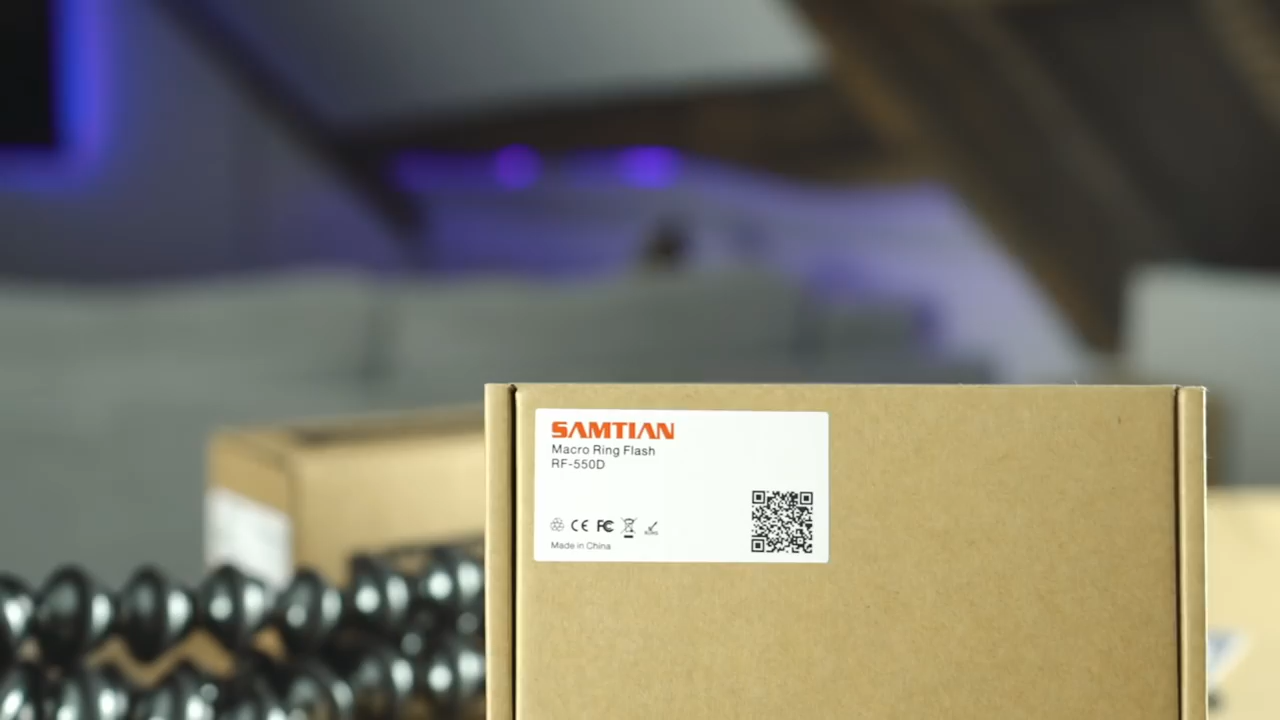 SAMTIAN
Macro Ring Flash
RF-550D
CE FC
Made in China